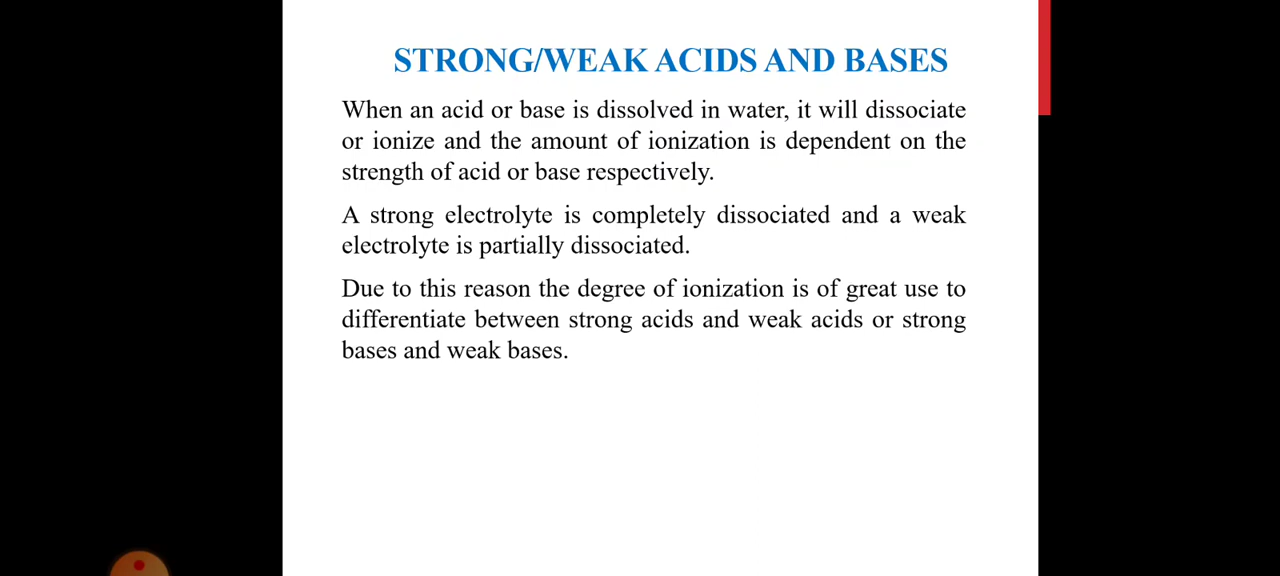 STRONG/WEAK ACIDS AND BASES
When an acid or base is dissolved in water, it will dissociate
or ionize and the amount of ionization is dependent on the
strength of acid or base respectively.
A strong electrolyte is completely dissociated and a weak
electrolyte is partially dissociated.
Due to this reason the degree of ionization is of great use to
differentiate between strong acids and weak acids or strong
bases and weak bases.